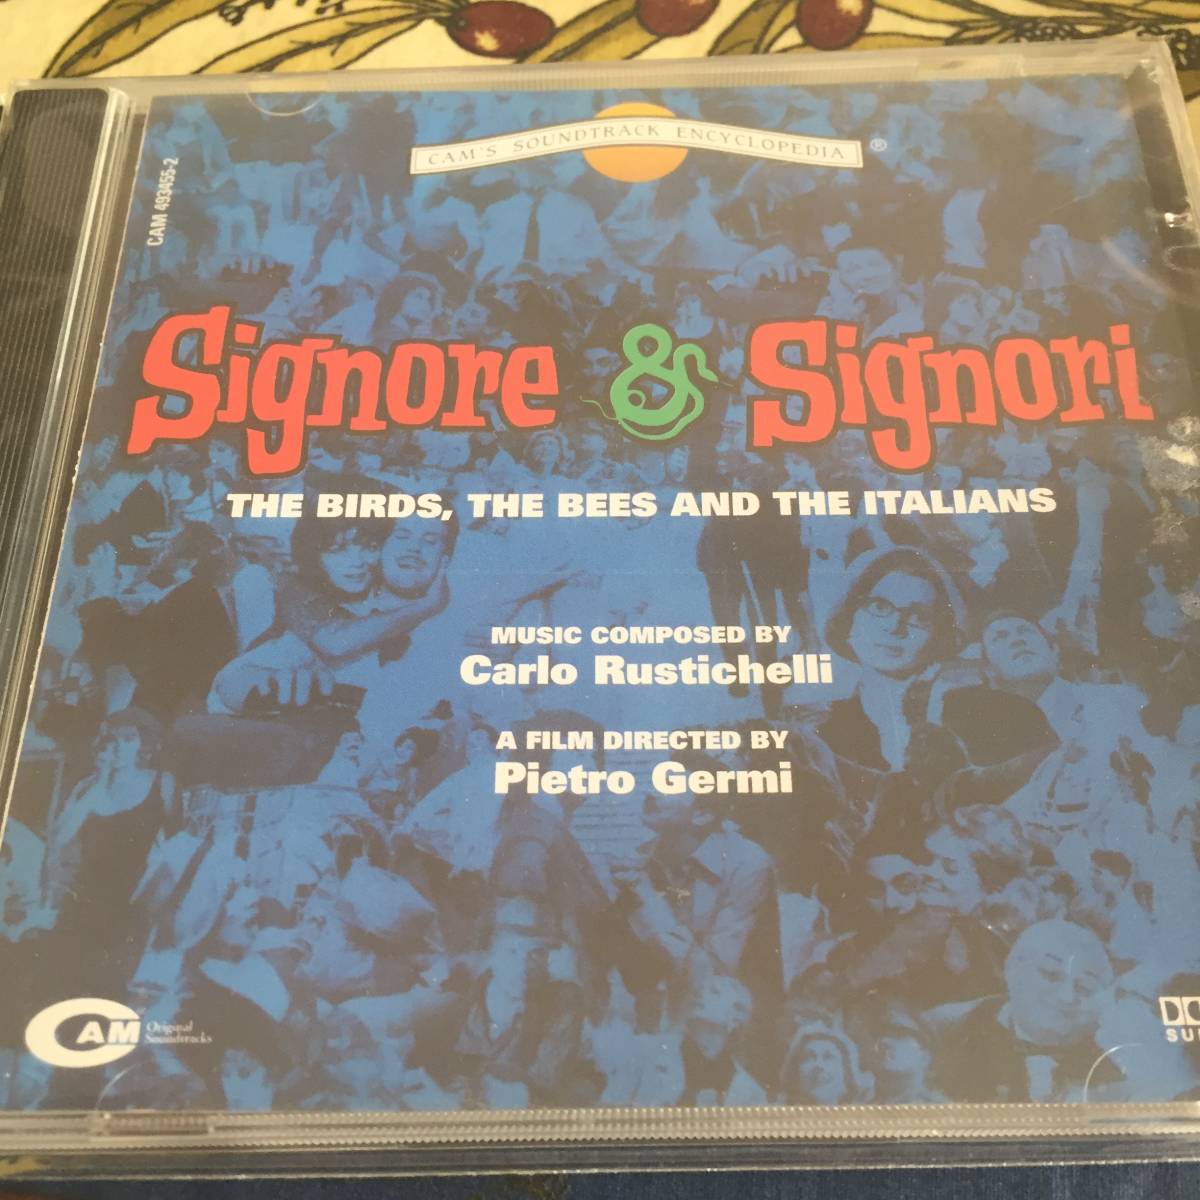 CAM'S SOUNDTRACK ENCYCLOPEDIA ®
CAM 493455-2
Signore & Signori
THE BIRDS, THE BEES AND THE ITALIANS
MUSIC COMPOSED BY
Carlo Rustichelli
A FILM DIRECTED BY
Pietro Germi
CAM Original
Soundtracks